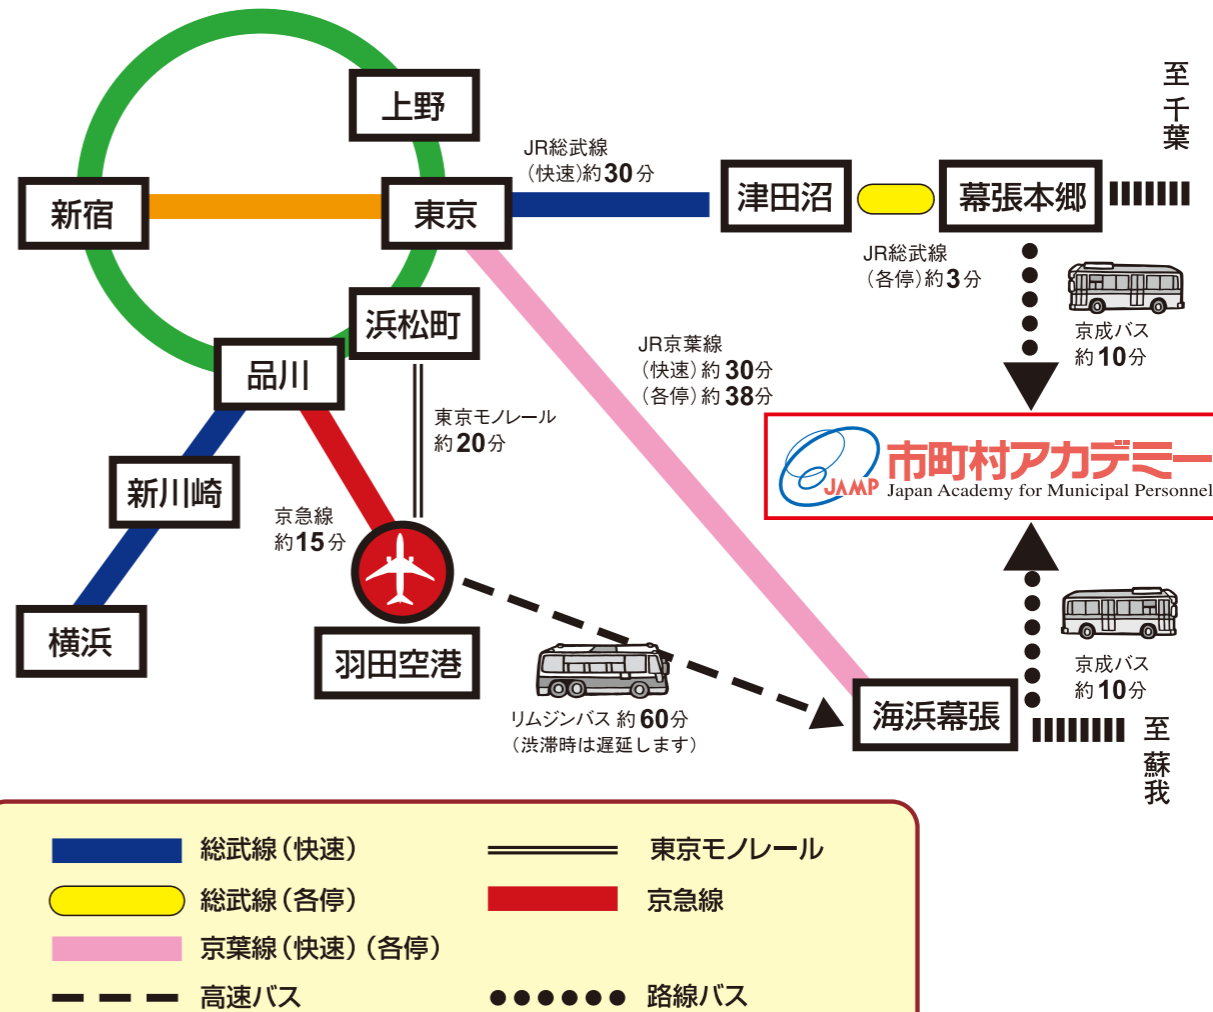 上野
至千葉
JR総武線
（快速）約30分
新宿
東京
津田沼
幕張本郷
JR総武線
（各停）約3分
浜松町
京成バス
約10分
品川
JR京葉線
（快速）約30分
（各停）約38分
東京モノレール
約20分
JAMP
市町村アカデミー
Japan Academy for Municipal Personnel
新川崎
京急線
約15分
横浜
羽田空港
京成バス
約10分
リムジンバス 約60分
（渋滞時は遅延します）
海浜幕張
至蘇我
総武線（快速）
東京モノレール
総武線（各停）
京急線
京葉線（快速）（各停）
高速バス
路線バス